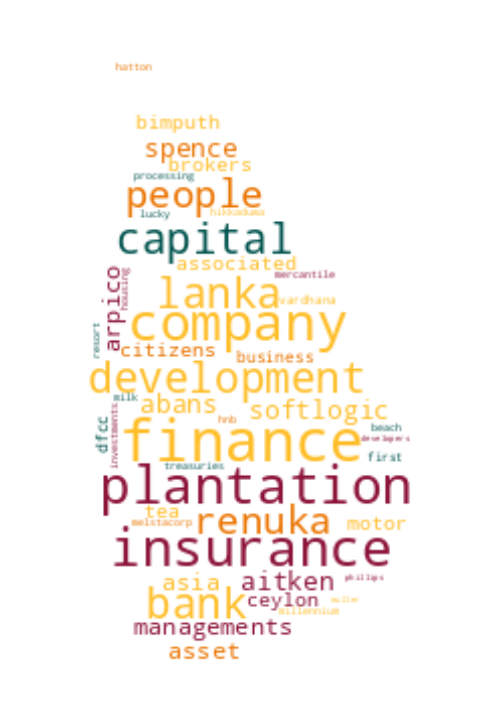 hatton
bimputh
spence
brokers
processing
people
lucky hikkaduwa
capital
associated
mercantile
housing
arpico
lanka vardhana
company
resort
citizens business
development
milk abans softlogic
hnb
beach
dfcc
investments
finance
developers
first
treasuries
plantation
tea
melstacorp renuka motor
insurance
asia aitken phillips
bank ceylon muller
millennium
managements
asset